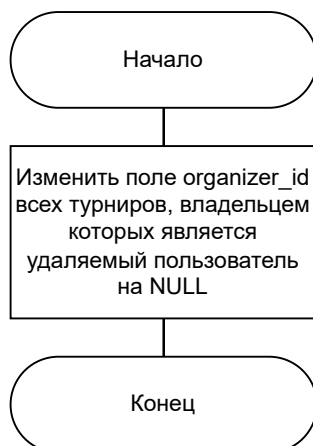 Начало
Изменить поле organizer_id
всех турниров, владельцем
которых является
удаляемый пользователь
на NULL
Конец